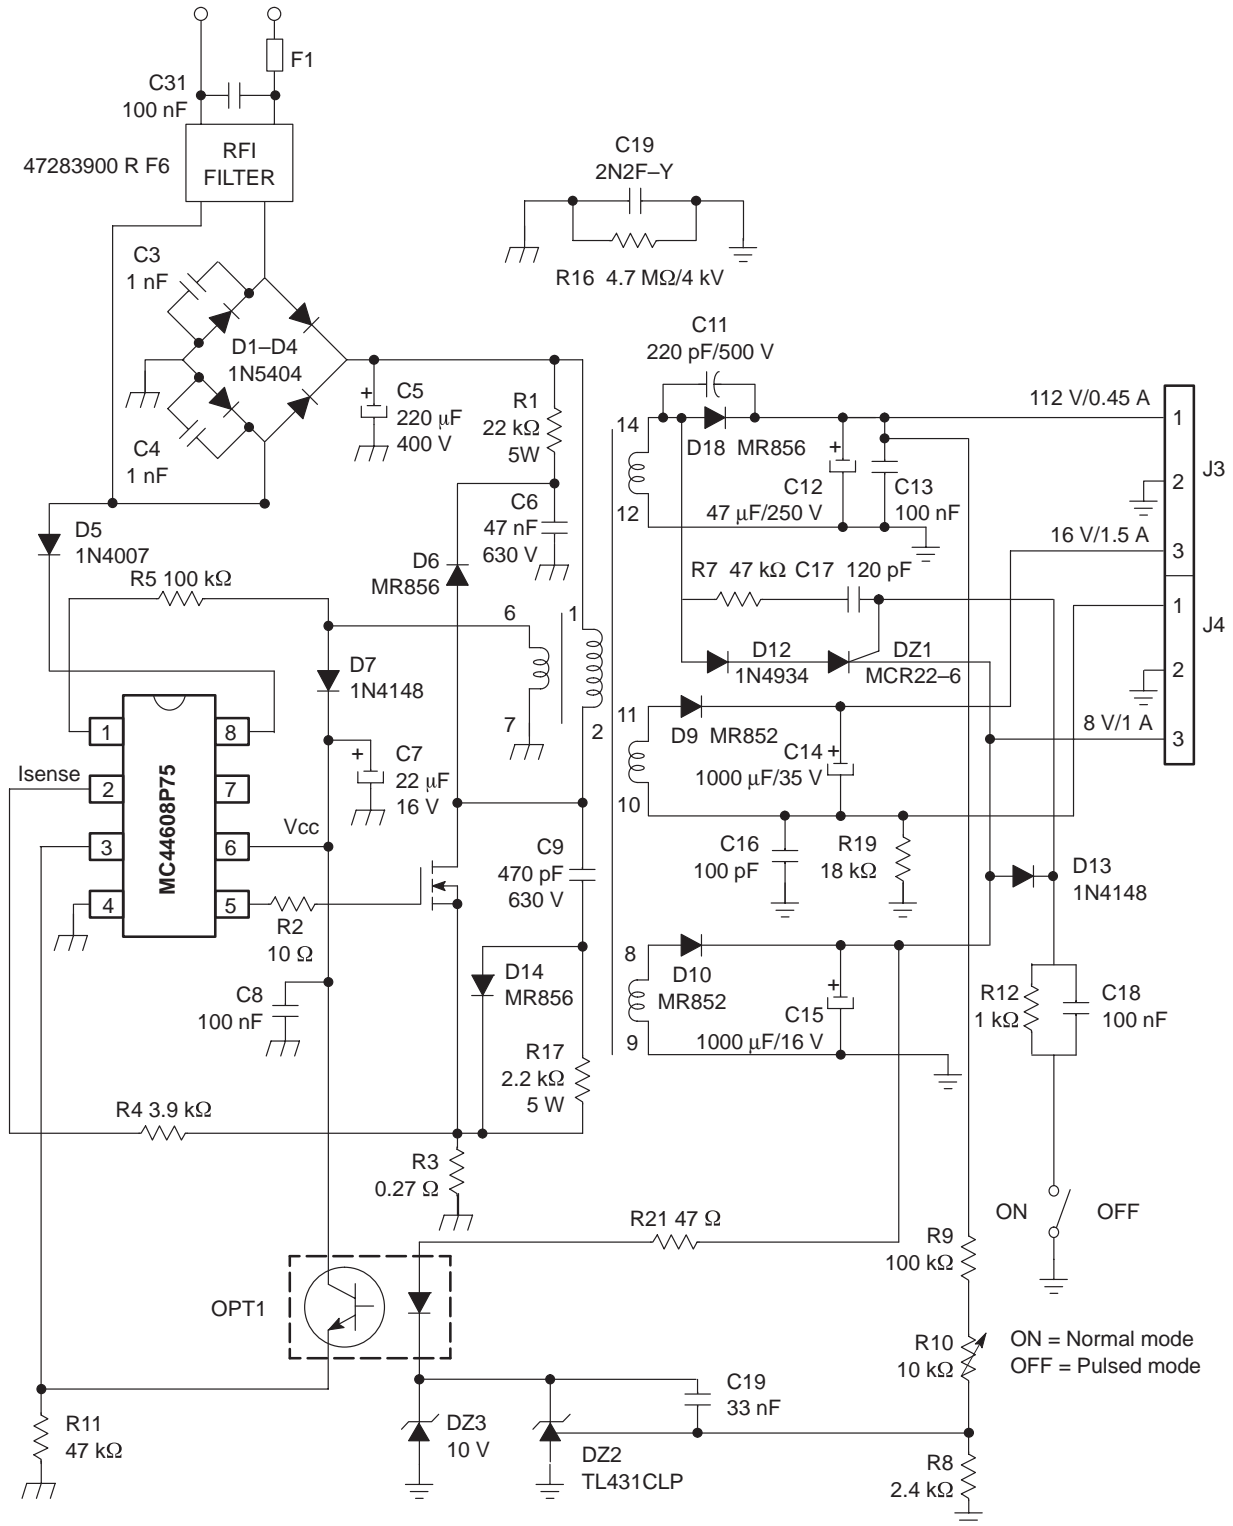 F1
C31
100 nF
47283900 R F6
RFI
FILTER
C19
2N2F–Y
R16 4.7 MΩ/4 kV
C3
1 nF
D1–D4
1N5404
C4
1 nF
C5
220 µF
400 V
R1
22 kΩ
5W
C11
220 pF/500 V
14
D18 MR856
12
C12
47 µF/250 V
C13
100 nF
112 V/0.45 A
1
2
J3
16 V/1.5 A
3
D5
1N4007
R5 100 kΩ
C6
47 nF
630 V
D6
MR856
R7 47 kΩ
C17 120 pF
1
J4
2
8 V/1 A
3
6
1
7
2
D12
1N4934
DZ1
MCR22–6
D7
1N4148
11
D9 MR852
10
C14
1000 µF/35 V
MC44608P75
1
2
3
4
8
7
6
5
Isense
Vcc
C7
22 µF
16 V
C16
100 pF
R19
18 kΩ
D13
1N4148
C9
470 pF
630 V
R2
10 Ω
8
D10
MR852
9
C15
1000 µF/16 V
D14
MR856
C8
100 nF
R12
1 kΩ
C18
100 nF
R17
2.2 kΩ
5 W
R4 3.9 kΩ
R3
0.27 Ω
R21 47 Ω
ON
OFF
R9
100 kΩ
OPT1
R10
10 kΩ
ON = Normal mode
OFF = Pulsed mode
C19
33 nF
R11
47 kΩ
DZ3
10 V
DZ2
TL431CLP
R8
2.4 kΩ
+
+
+
+
+